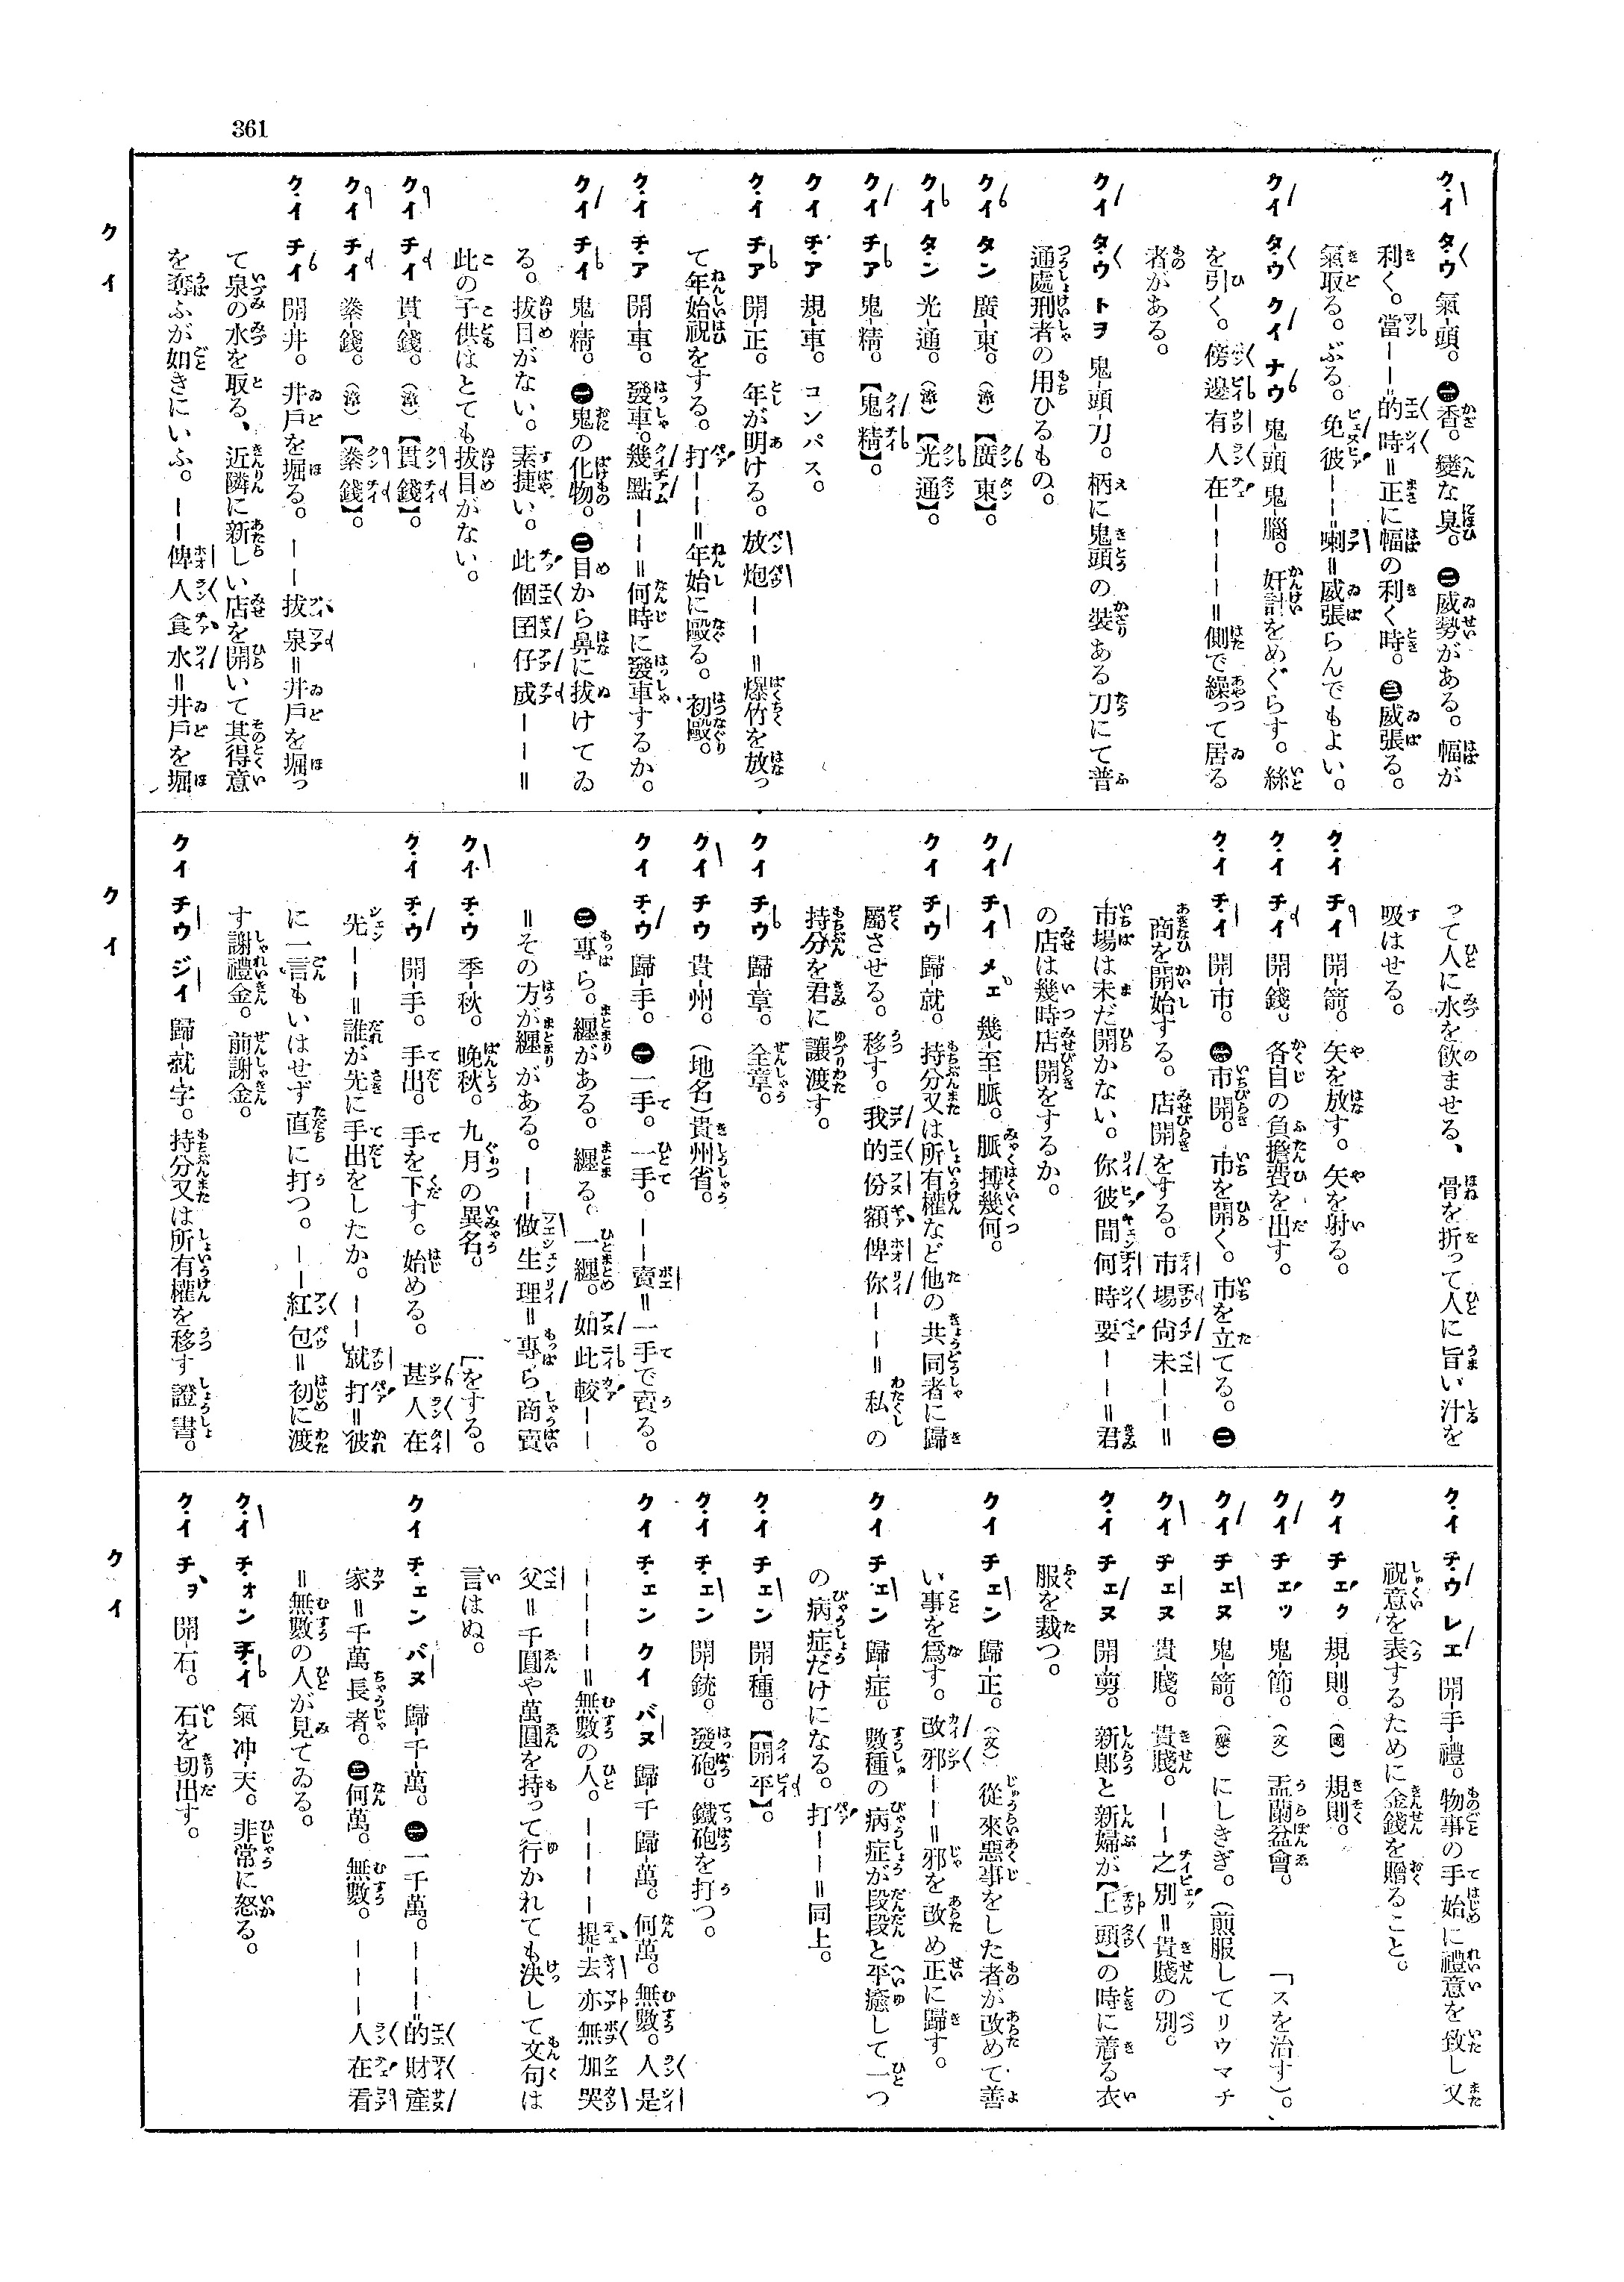 361
クイ タウ 氣-頭。 ㊀香。變な臭。 ㊁威勢がある。幅が
利く。當ーー的時=正に幅の利く時。㊂威張る。
氣取る。ぶる。免彼ーー喇=威張らんでもよい。
クイ タウ クイ ナウ 鬼-頭 鬼-腦。奸計をめぐらす。絲
を引く。傍邊有人在ーーーー=側で繰って居る
者がある。
クイ タウ トヲ 鬼-頭-刀。柄に鬼頭の裝ある刀にて普
通處刑者の用ひるもの。
クイ タン 廣-東。(漳)【廣東】。
クイ タン 光-通。(漳)【光通】。
クイ チア 鬼-精。【鬼精】。
クイ チア 規-車。コンパス。
クイ チア 開-正。年が明ける。放炮ーー=爆竹を放っ
て年始祝をする。打ーー=年始に毆る。初毆。
クイ チア 開-車。發車。幾點ーー=何時に發車するか。
クイ チイ 鬼-精。㊀鬼の化物。㊁目から鼻に拔けてゐ
る。拔目がない。素捷い。此個囝仔成ーー=
此の子供はとても拔目がない。
クイ チイ 貫-錢。(漳)【貫錢】。
クイ チイ 劵-錢。(漳)【劵錢】。
クイ チイ 開-井。井戶を堀る。ーー拔泉=井戶を堀っ
て泉の水を取る、近隣に新しい店を開いて其得意
を奪ふが如きにいふ。ーー俾人食水=井戶を堀
って人に水を飮ませる、骨を折って人に旨い汁を
吸はせる。
クイ チイ 開-箭。矢を放す。矢を射る。
クイ チイ 開-錢。各自の負擔費を出す。
クイ チイ 開-市。㊀市開。市を開く。市を立てる。㊁
商を開始する。店開をする。市場尙未ーー=
市場は未だ開かない。你彼間何時要ーー=君
の店は幾時店開をするか。
クイ チイ メエ 幾-至-脈。脈搏幾何。
クイ チウ 歸-就。持分又は所有權など他の共同者に歸
屬させる。移す。我的份額俾你ーー=私の
持分を君に讓渡す。
クイ チウ 歸-章。全章。
クイ チウ 貴-州。(地名)貴州省。
クイ チウ 歸-手。㊀一手。一手。ーー賣=一手で賣る。
㊁專ら。纒がある。纒る。一纒。如此較ーー
=その方が纒がある。ーー做生理=專ら商賣
クイ チウ 季-秋。晚秋。九月の異名。 「をする。
クイ チウ 開-手。手出。手を下す。始める。甚人在
先ーー=誰が先に手出をしたか。ーー就打=彼
に一言もいはせず直に打つ。ーー紅包=初に渡
す謝禮金。前謝金。
クイ チウ ジイ 歸-就-字。持分又は所有權を移す證書。
クイ チウ レエ 開-手-禮。物事の手始に禮意を致し又
祝意を表するために金錢を贈ること。
クイ チェク 規-則。(國)規則。
クイ チェッ 鬼-節。(文)盂蘭盆會。 「スを治す)。
クイ チェヌ 鬼-箭。(藥)にしきぎ。(煎服してリウマチ
クイ チェヌ 貴-賤。貴賤。ーー之別=貴賤の別。
クイ チェヌ 開-剪。新郞と新婦が【上頭】の時に着る衣
服を裁つ。
クイ チェン 歸-正。(文)從來惡事をした者が改めて善
い事を爲す。改邪ーー=邪を改め正に歸す。
クイ チェン 歸-症。數種の病症が段段と平癒して一つ
の病症だけになる。打ーー=同上。
クイ チェン 開-種。【開平】。
クイ チェン 開-銃。發砲。鐵砲を打つ。
クイ チェン クイ バヌ 歸-千 歸-萬。何萬。無數。人是
ーーーー=無數の人。ーーーー提-去亦無加哭
父=千圓や萬圓を持って行かれても決して文句は
言はぬ。
クイ チェン バヌ 歸-千-萬。㊀一千萬。ーーー的財產
家=千萬長者。㊁何萬。無數。ーーー人在看
=無數の人が見てゐる。
クイ チォン チイ 氣 冲-天。非常に怒る。
クイ チヲ 開-石。石を切出す。
クイ
クイ
クイ